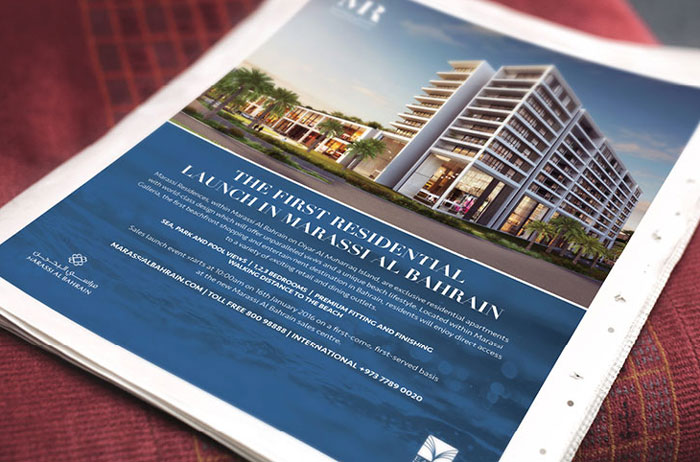 MR
THE FIRST RESIDENTIAL
LAUNCH IN MARASSI AL BAHRAIN
Marassi Residences, within Marassi Al Bahrain on Diyar Al Muharraq island, are exclusive residential apartments
with world-class design which will offer unparalleled views and a unique beach lifestyle. Located within Marassi
Galleria, the first beachfront shopping and entertainment destination in Bahrain, residents will enjoy direct access
to a variety of exciting retail and dining outlets.
SEA, PARK AND POOL VIEWS | 1,2,3 BEDROOMS | PREMIUM FITTING AND FINISHING
WALKING DISTANCE TO THE BEACH
Sales launch event starts at 10:00am on 16th January 2016 on a first-come, first-served basis
at the new Marassi Al Bahrain sales centre.
MARASSIALBAHRAIN.COM | TOLL FREE 800 98888 | INTERNATIONAL +973 7789 0020
مراسي البحرين
MARASSI AL BAHRAIN